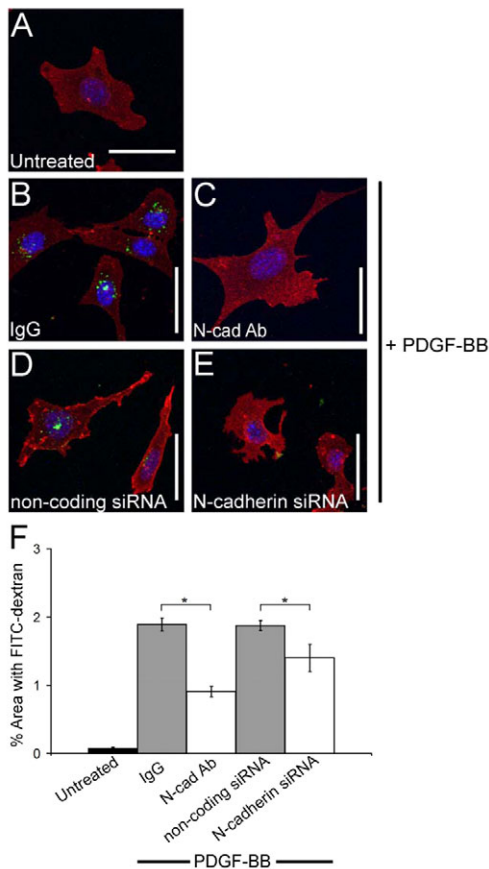 A
Untreated
B
IgG
C
N-cad Ab
D
non-coding siRNA
E
N-cadherin siRNA
+ PDGF-BB
F
% Area with FITC-dextran
3
2
1
0
*
*
Untreated
IgG
N-cad Ab
non-coding siRNA
N-cadherin siRNA
PDGF-BB